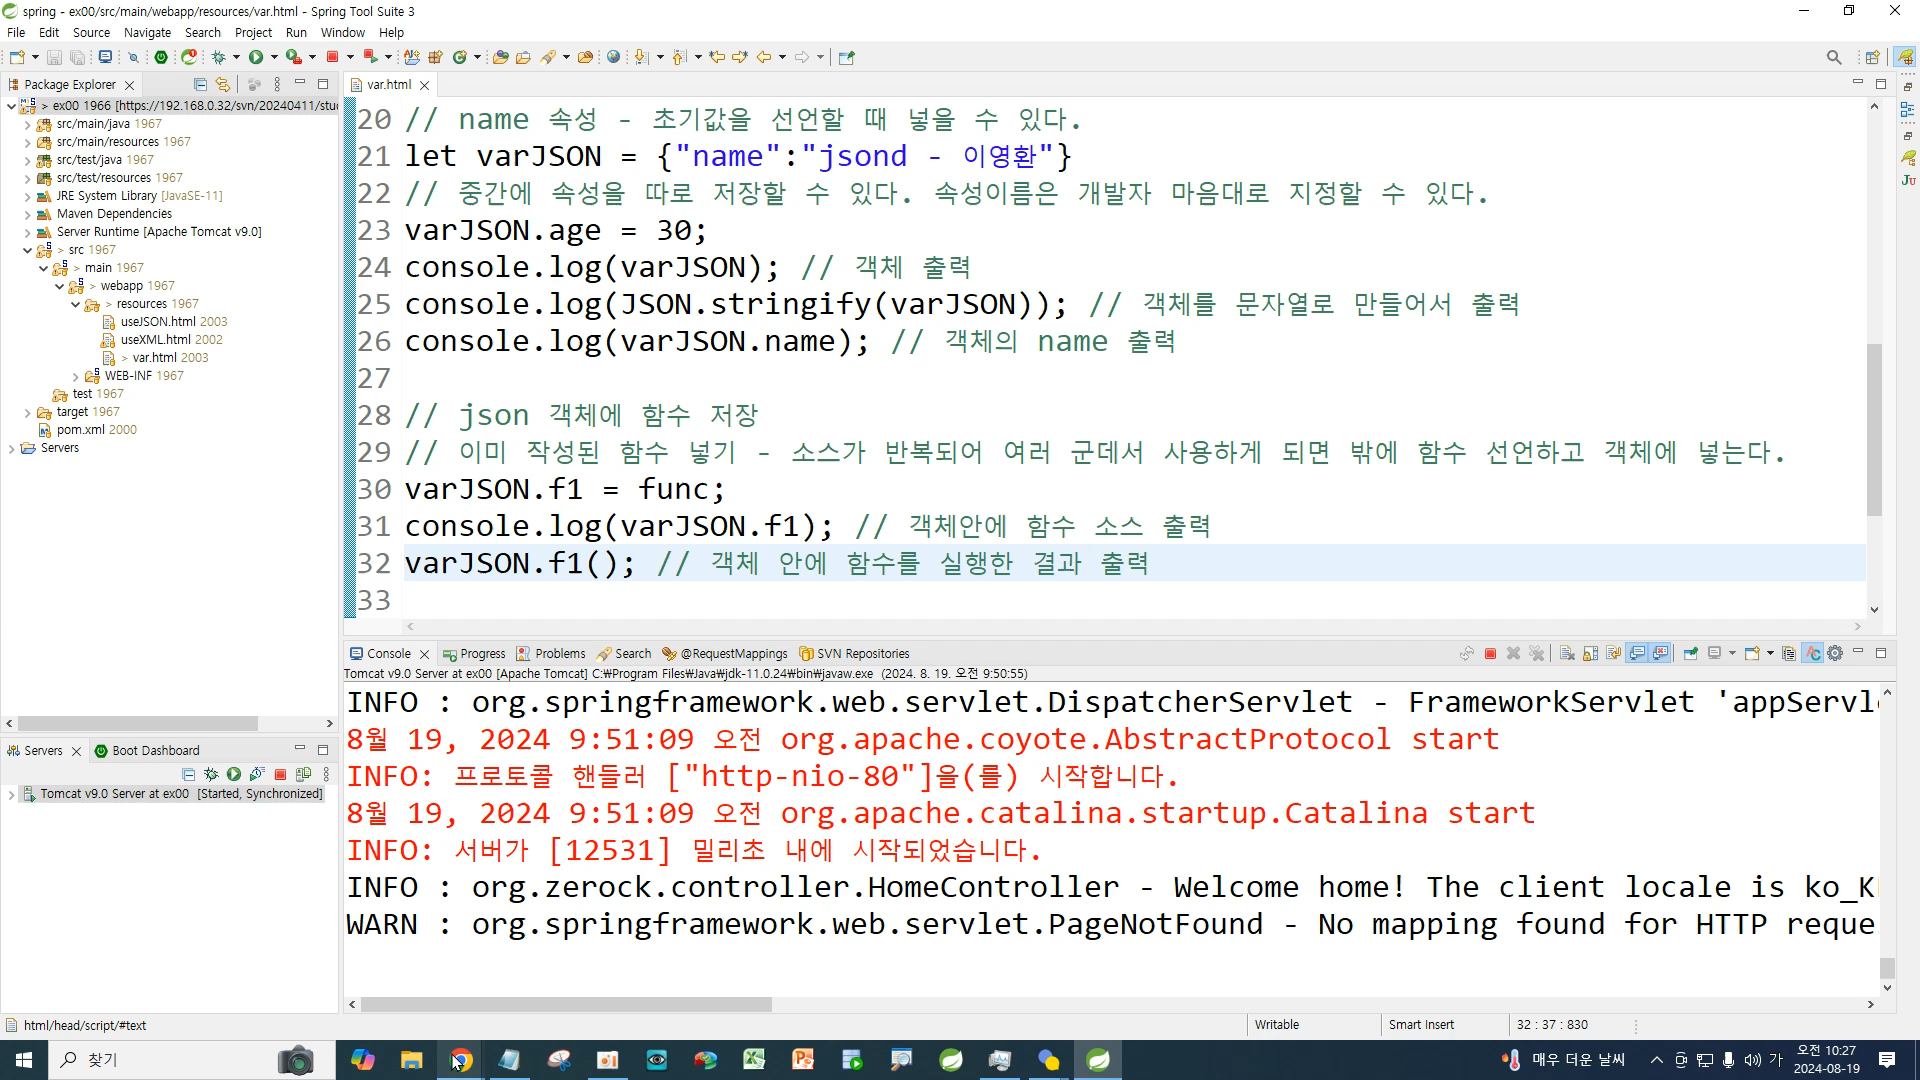 spring - ex00/src/main/webapp/resources/var.html - Spring Tool Suite 3
File Edit Source Navigate Search Project Run Window Help
Package Explorer
> ex00 1966 [https://192.168.0.32/svn/20240411/stu
src/main/java 1967
src/main/resources 1967
src/test/java 1967
src/test/resources 1967
JRE System Library [JavaSE-11]
Maven Dependencies
Server Runtime [Apache Tomcat v9.0]
> src 1967
> main 1967
> webapp 1967
> resources 1967
useJSON.html 2003
useXML.html 2002
> var.html 2003
WEB-INF 1967
test 1967
target 1967
pom.xml 2000
Servers
Servers Boot Dashboard
Tomcat v9.0 Server at ex00 [Started, Synchronized]
var.html
20 // name 속성 - 초기값을 선언할 때 넣을 수 있다.
21 let varJSON = {"name":"jsond - 이영환"}
22 // 중간에 속성을 따로 저장할 수 있다. 속성이름은 개발자 마음대로 지정할 수 있다.
23 varJSON.age = 30;
24 console.log(varJSON); // 객체 출력
25 console.log(JSON.stringify(varJSON)); // 객체를 문자열로 만들어서 출력
26 console.log(varJSON.name); // 객체의 name 출력
27
28 // json 객체에 함수 저장
29 // 이미 작성된 함수 넣기 - 소스가 반복되어 여러 군데서 사용하게 되면 밖에 함수 선언하고 객체에 넣는다.
30 varJSON.f1 = func;
31 console.log(varJSON.f1); // 객체안에 함수 소스 출력
32 varJSON.f1(); // 객체 안에 함수를 실행한 결과 출력
33
Console Progress Problems Search @RequestMappings SVN Repositories
Tomcat v9.0 Server at ex00 [Apache Tomcat] C:₩Program Files₩Java₩jdk-11.0.24₩bin₩javaw.exe (2024. 8. 19. 오전 9:50:55)
INFO : org.springframework.web.servlet.DispatcherServlet - FrameworkServlet 'appServl
8월 19, 2024 9:51:09 오전 org.apache.coyote.AbstractProtocol start
INFO: 프로토콜 핸들러 ["http-nio-80"]을(를) 시작합니다.
8월 19, 2024 9:51:09 오전 org.apache.catalina.startup.Catalina start
INFO: 서버가 [12531] 밀리초 내에 시작되었습니다.
INFO : org.zerock.controller.HomeController - Welcome home! The client locale is ko_K
WARN : org.springframework.web.servlet.PageNotFound - No mapping found for HTTP reque
html/head/script/#text
Writable Smart Insert 32 : 37 : 830
찾기
매우 더운 날씨
가
오전 10:27
2024-08-19